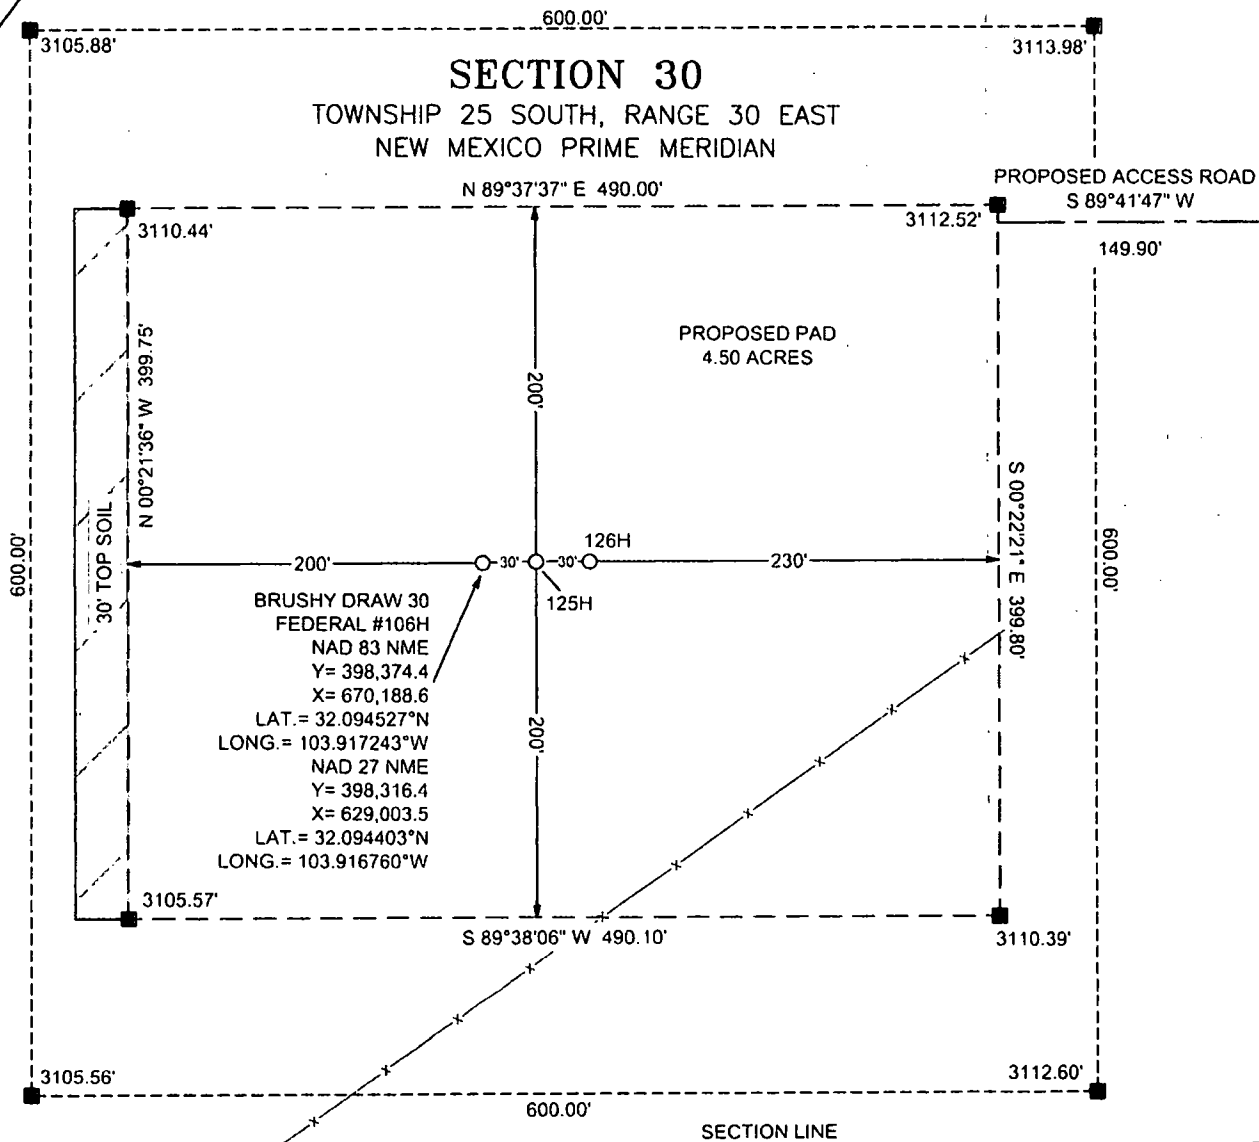 600.00'
3105.88'
3113.98'
SECTION 30
TOWNSHIP 25 SOUTH, RANGE 30 EAST
NEW MEXICO PRIME MERIDIAN
PROPOSED ACCESS ROAD
S 89°41'47" W
149.90'
N 89°37'37" E 490.00'
3110.44'
3112.52'
PROPOSED PAD
4.50 ACRES
N 00°21'36" W 399.75'
200'
30' TOP SOIL
600.00'
200'
30'
30'
126H
230'
125H
S 00°22'21" E 399.80'
600.00'
BRUSHY DRAW 30
FEDERAL #106H
NAD 83 NME
Y= 398,374.4
X= 670,188.6
LAT.= 32.094527°N
LONG.= 103.917243°W
NAD 27 NME
Y= 398,316.4
X= 629,003.5
LAT.= 32.094403°N
LONG.= 103.916760°W
200'
3105.57'
S 89°38'06" W 490.10'
3110.39'
3105.56'
3112.60'
600.00'
SECTION LINE